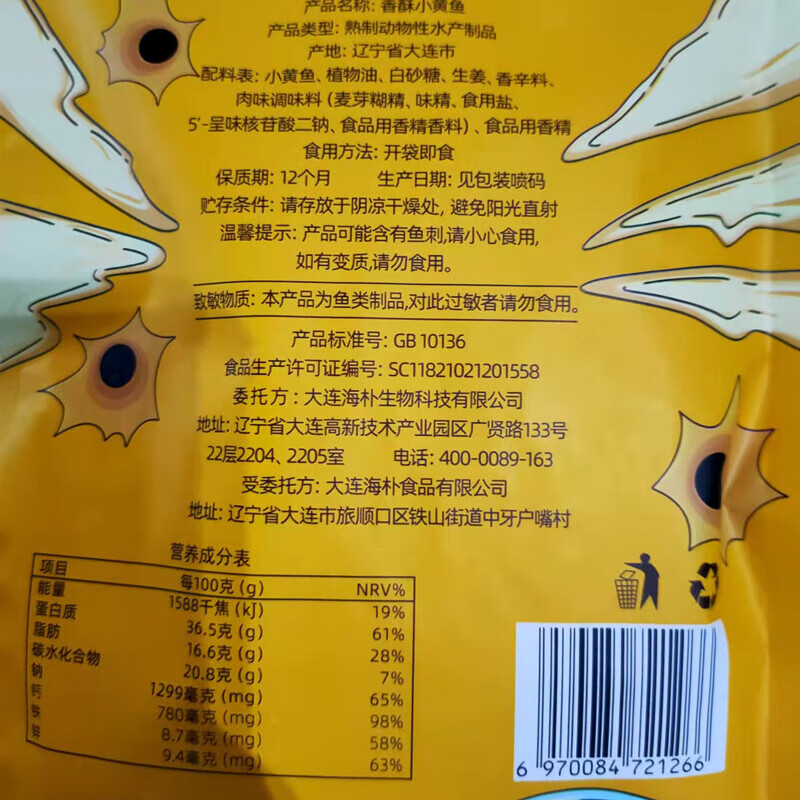 产品名称: 香酥小黄鱼
产品类型: 熟制动物性水产制品
产地: 辽宁省大连市
配料表: 小黄鱼、植物油、白砂糖、生姜、香辛料、
肉味调味料 (麦芽糊精、味精、食用盐、
5'-呈味核苷酸二钠、食品用香精香料)、食品用香精
食用方法: 开袋即食
保质期: 12个月 生产日期: 见包装喷码
贮存条件: 请存放于阴凉干燥处, 避免阳光直射
温馨提示: 产品可能含有鱼刺,请小心食用,
如有变质,请勿食用。
致敏物质: 本产品为鱼类制品,对此过敏者请勿食用。
产品标准号: GB 10136
食品生产许可证编号: SC11821021201558
委托方: 大连海朴生物科技有限公司
地址: 辽宁省大连高新技术产业园区广贤路133号
22层2204、2205室 电话: 400-0089-163
受委托方: 大连海朴食品有限公司
地址: 辽宁省大连市旅顺口区铁山街道中牙户嘴村
营养成分表
项目 每100克 (g) NRV%
能量 1588千焦 (kJ) 19%
蛋白质 36.5克 (g) 61%
脂肪 16.6克 (g) 28%
碳水化合物 20.8克 (g) 7%
钠 1299毫克 (mg) 65%
钙 780毫克 (mg) 98%
铁 8.7毫克 (mg) 58%
锌 9.4毫克 (mg) 63%
6 970084 721266